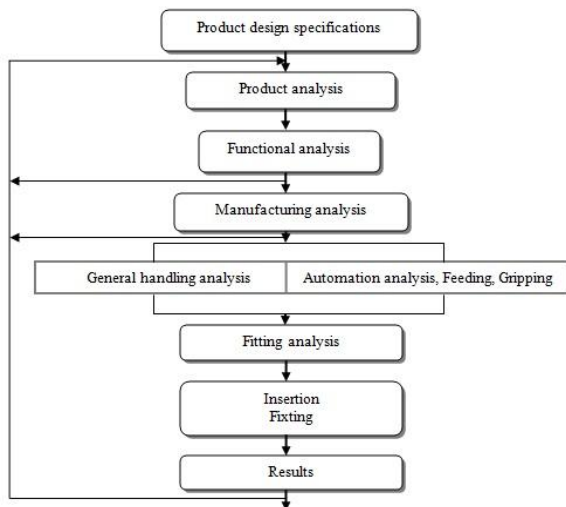 Product design specifications
Product analysis
Functional analysis
Manufacturing analysis
General handling analysis
Automation analysis, Feeding, Gripping
Fitting analysis
Insertion
Fixting
Results